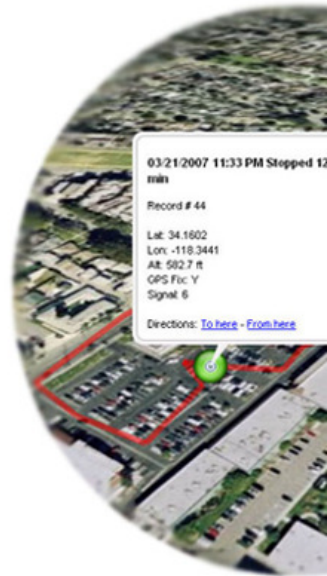 03/21/2007 11:33 PM Stopped 12
min
Record # 44
Lat: 34.1602
Lon: -118.3441
Alt: 582.7 ft
GPS Fix: Y
Signal: 6
Directions: To here - From here